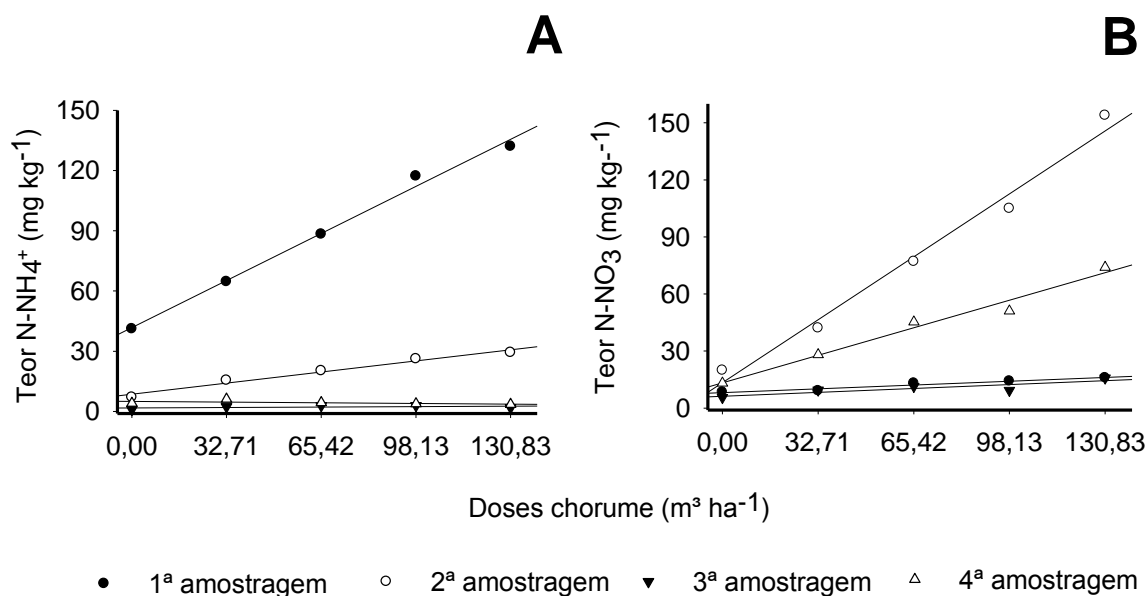 A
B
Teor N-NH4+ (mg kg-1)
150
120
90
60
30
0
0,00 32,71 65,42 98,13 130,83
Teor N-NO3 (mg kg-1)
150
120
90
60
30
0
0,00 32,71 65,42 98,13 130,83
Doses chorume (m³ ha-1)
1ª amostragem 2ª amostragem 3ª amostragem 4ª amostragem